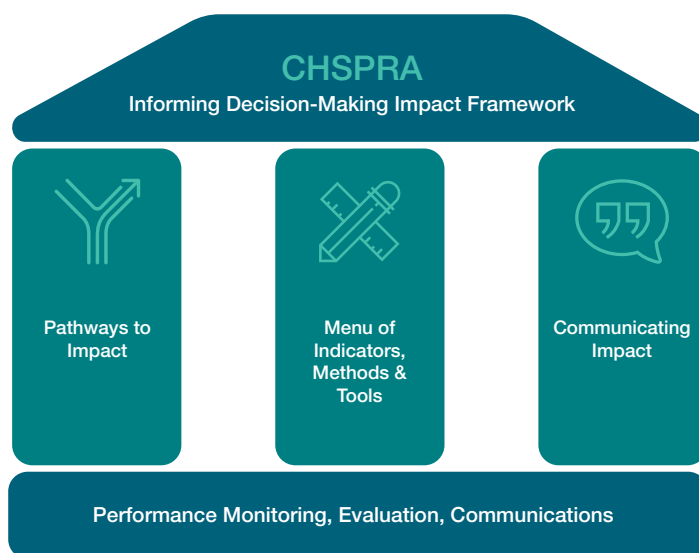 CHSPRA
Informing Decision-Making Impact Framework
Pathways to
Impact
Menu of
Indicators,
Methods &
Tools
Communicating
Impact
Performance Monitoring, Evaluation, Communications